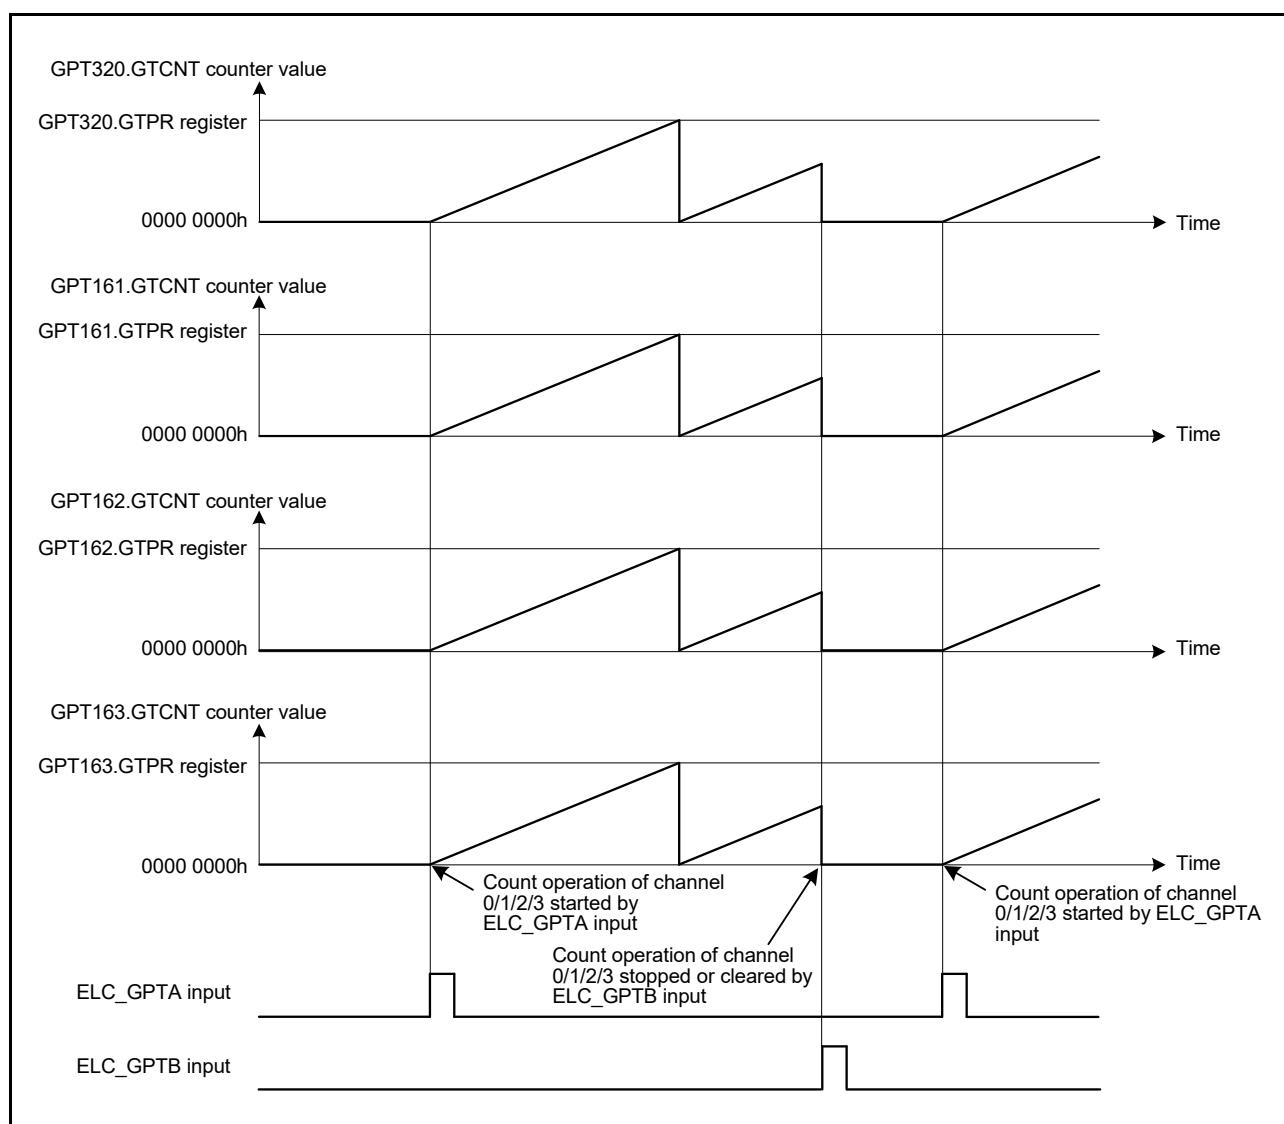 GPT320.GTCNT counter value
GPT320.GTPR register
0000 0000h
Time
GPT161.GTCNT counter value
GPT161.GTPR register
0000 0000h
Time
GPT162.GTCNT counter value
GPT162.GTPR register
0000 0000h
Time
GPT163.GTCNT counter value
GPT163.GTPR register
0000 0000h
Time
Count operation of channel
0/1/2/3 started by
ELC_GPTA input
Count operation of channel
0/1/2/3 stopped or cleared by
ELC_GPTB input
Count operation of channel
0/1/2/3 started by ELC_GPTA
input
ELC_GPTA input
ELC_GPTB input